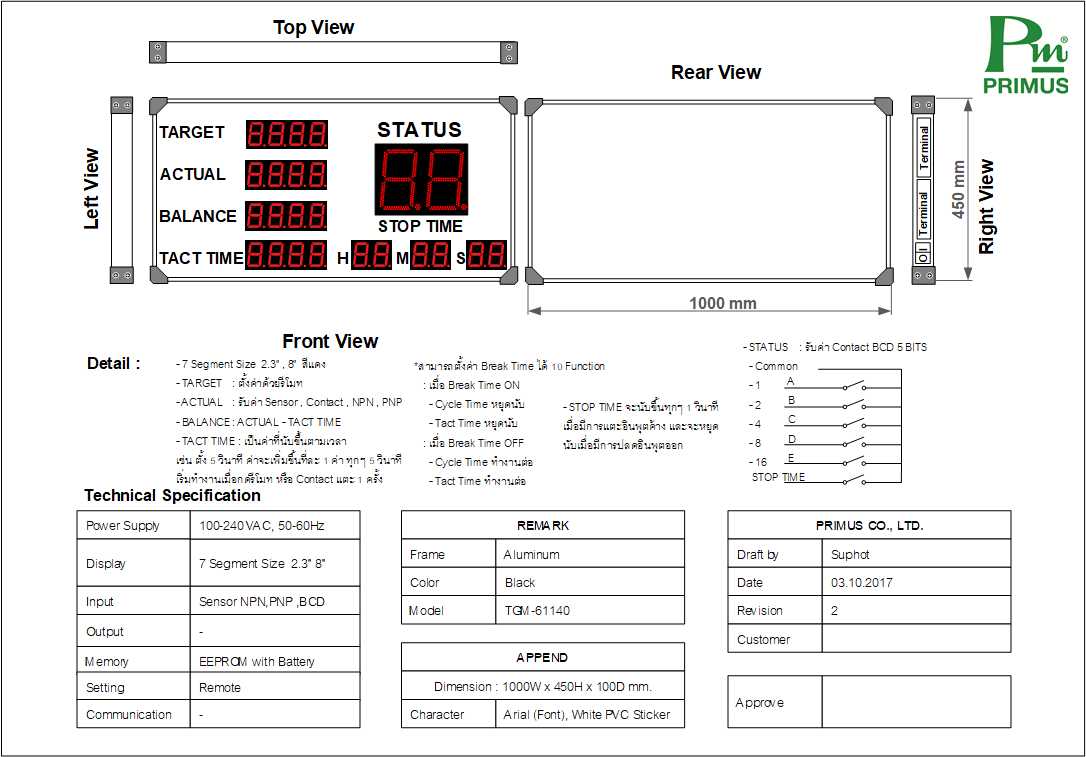 Top View
Pm®
PRIMUS
Rear View
Left View
TARGET
8.8.8.8.
STATUS
8.8.
ACTUAL
8.8.8.8.
BALANCE
8.8.8.8.
STOP TIME
TACT TIME
8.8.8.8.
H 8.8. M 8.8. S 8.8.
Terminal
Terminal
O I
450 mm
Right View
1000 mm
Front View
Detail :
- 7 Segment Size 2.3" , 8" สีแดง
- TARGET : ตั้งค่าด้วยรีโมท
- ACTUAL : รับค่า Sensor , Contact , NPN , PNP
- BALANCE : ACTUAL - TACT TIME
- TACT TIME : เป็นค่าที่นับขึ้นตามเวลา
เช่น ตั้ง 5 วินาที ค่าจะเพิ่มขึ้นทีละ 1 ค่า ทุกๆ 5 วินาที
เริ่มทำงานเมื่อกดรีโมท หรือ Contact แตะ 1 ครั้ง
*สามารถตั้งค่า Break Time ได้ 10 Function
: เมื่อ Break Time ON
- Cycle Time หยุดนับ
- Tact Time หยุดนับ
: เมื่อ Break Time OFF
- Cycle Time ทำงานต่อ
- Tact Time ทำงานต่อ
- STOP TIME จะนับขึ้นทุกๆ 1 วินาที
เมื่อมีการแตะอินพุตค้าง และจะหยุด
นับเมื่อมีการปลดอินพุตออก
- STATUS : รับค่า Contact BCD 5 BITS
- Common
- 1 A
- 2 B
- 4 C
- 8 D
- 16 E
STOP TIME
Technical Specification
Power Supply 100-240 VAC, 50-60Hz
Display 7 Segment Size 2.3" 8"
Input Sensor NPN,PNP ,BCD
Output -
Memory EEPROM with Battery
Setting Remote
Communication -
REMARK
Frame Aluminum
Color Black
Model TGM-61140
APPEND
Dimension : 1000W x 450H x 100D mm.
Character Arial (Font), White PVC Sticker
PRIMUS CO., LTD.
Draft by Suphot
Date 03.10.2017
Revision 2
Customer
Approve